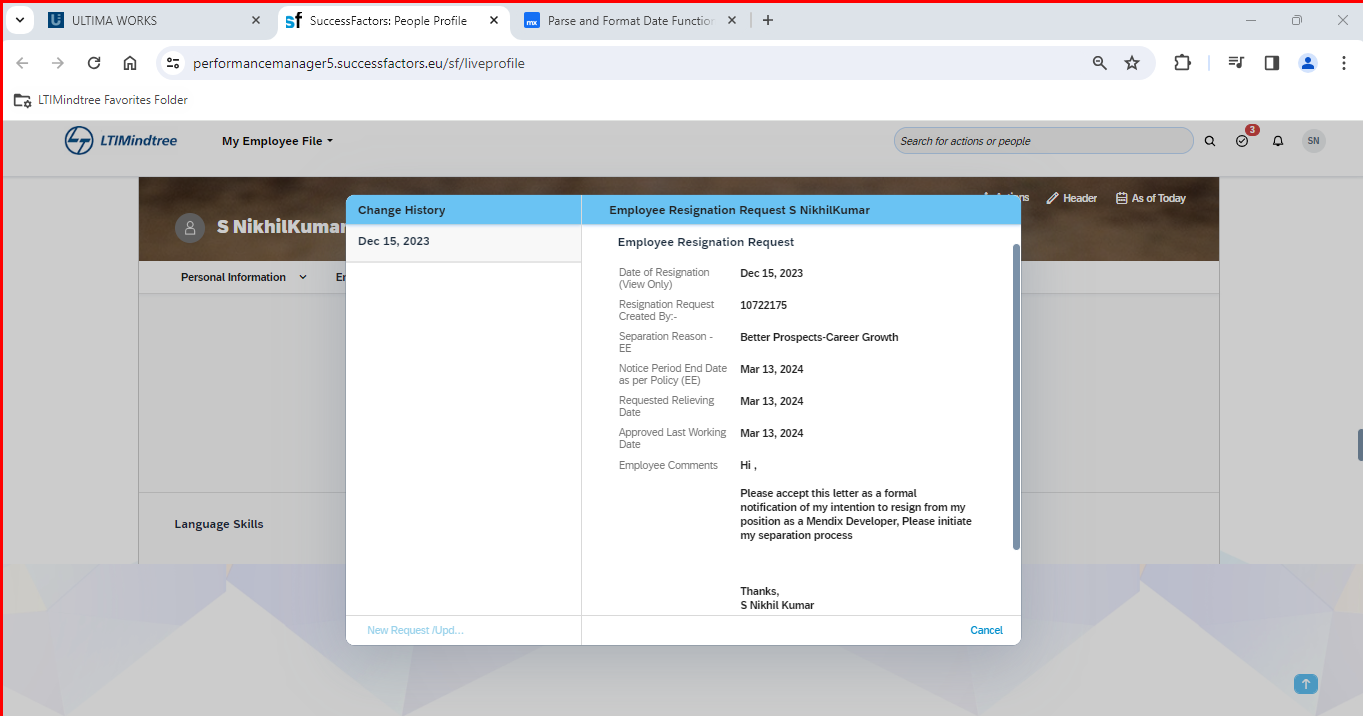 ULTIMA WORKS
SuccessFactors: People Profile
Parse and Format Date Function
performancemanager5.successfactors.eu/sf/liveprofile
LTIMindtree Favorites Folder
LTIMindtree
My Employee File
Search for actions or people
3
SN
S NikhilKumar
Header
As of Today
Personal Information
Change History
Dec 15, 2023
Employee Resignation Request S NikhilKumar
Employee Resignation Request
Date of Resignation
(View Only)
Dec 15, 2023
Resignation Request
Created By:-
10722175
Separation Reason -
EE
Better Prospects-Career Growth
Notice Period End Date
as per Policy (EE)
Mar 13, 2024
Requested Relieving
Date
Mar 13, 2024
Approved Last Working
Date
Mar 13, 2024
Employee Comments
Hi ,
Please accept this letter as a formal
notification of my intention to resign from my
position as a Mendix Developer, Please initiate
my separation process
Thanks,
S Nikhil Kumar
Language Skills
New Request /Upd...
Cancel